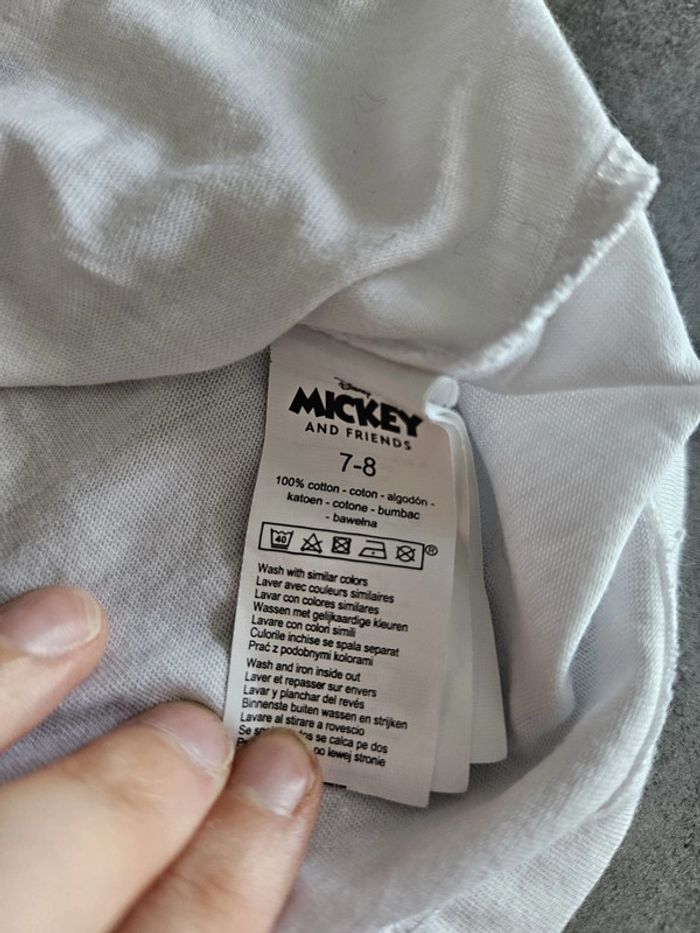 Disney
MICKEY
AND FRIENDS
7-8
100% cotton - coton - algodón -
katoen - cotone - bumbac
- bawełna
40 ®
Wash with similar colors
Laver avec couleurs similaires
Lavar con colores similares
Wassen met gelijkaardige kleuren
Lavare con colori simili
Culorile inchise se spala separat
Prać z podobnymi kolorami
Wash and iron inside out
Laver et repasser sur envers
Lavar y planchar del revés
Binnenste buiten wassen en strijken
Lavare al stirare a rovescio
Se se calca pe dos
po lewej stronie